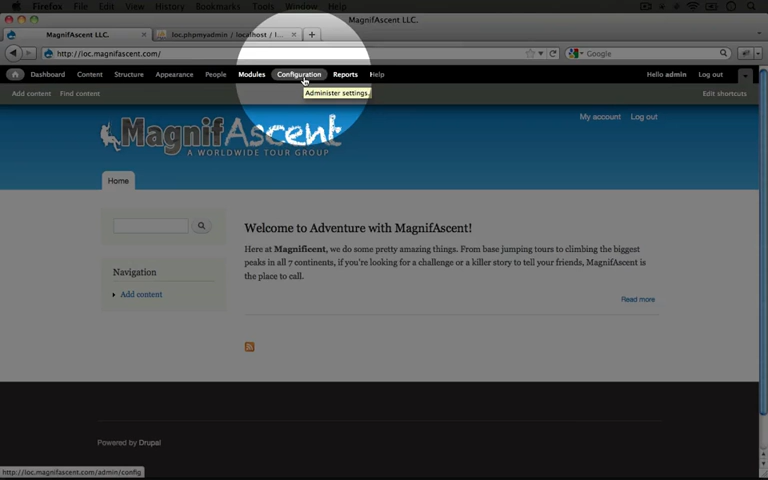 Firefox File Edit View History Bookmarks Tools Window Help
MagnifAscent LLC.
MagnifAscent LLC. × loc.phpmyadmin / localhost / l... × +
http://loc.magnifascent.com/ Google
Dashboard Content Structure Appearance People Modules Configuration Reports Help Hello admin Log out
Add content Find content Administer settings. Edit shortcuts
My account Log out
MagnifAscent
A WORLDWIDE TOUR GROUP
Home
Welcome to Adventure with MagnifAscent!
Here at Magnificent, we do some pretty amazing things. From base jumping tours to climbing the biggest
peaks in all 7 continents, if you're looking for a challenge or a killer story to tell your friends, MagnifAscent is
the place to call.
Navigation
Add content
Read more
Powered by Drupal
http://loc.magnifascent.com/admin/config